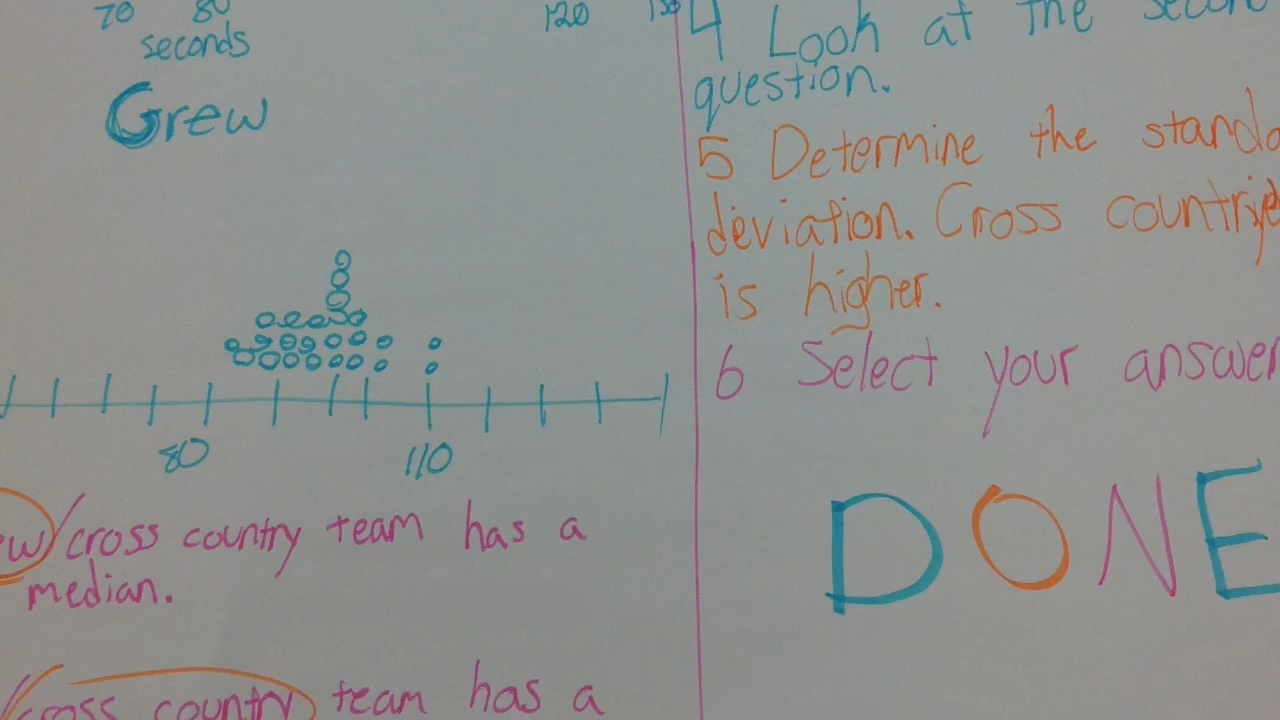 70 80 120
seconds
Grew
80 110
cross country team has a
median.
cross country team has a
4 Look at the
question.
5 Determine the
deviation. Cross
is higher.
6 Select your answer
DONE